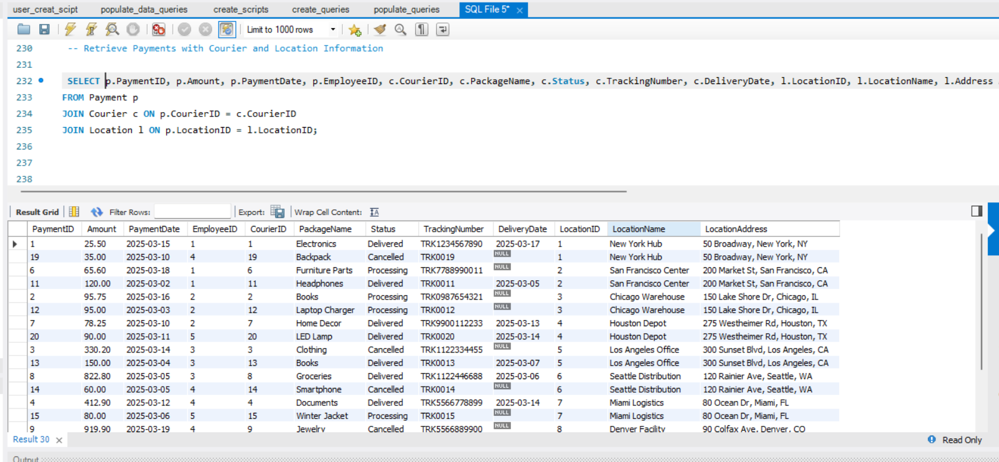 user_creat_scipt populate_data_queries create_scripts create_queries populate_queries SQL File 5*
Limit to 1000 rows
230 -- Retrieve Payments with Courier and Location Information
231
232 SELECT p.PaymentID, p.Amount, p.PaymentDate, p.EmployeeID, c.CourierID, c.PackageName, c.Status, c.TrackingNumber, c.DeliveryDate, l.LocationID, l.LocationName, l.Address
233 FROM Payment p
234 JOIN Courier c ON p.CourierID = c.CourierID
235 JOIN Location l ON p.LocationID = l.LocationID;
236
237
238
Result Grid Filter Rows: Export: Wrap Cell Content:
PaymentID Amount PaymentDate EmployeeID CourierID PackageName Status TrackingNumber DeliveryDate LocationID LocationName LocationAddress
1 25.50 2025-03-15 1 1 Electronics Delivered TRK1234567890 2025-03-17 1 New York Hub 50 Broadway, New York, NY
19 35.00 2025-03-10 4 19 Backpack Cancelled TRK0019 NULL 1 New York Hub 50 Broadway, New York, NY
6 65.60 2025-03-18 1 6 Furniture Parts Processing TRK7788990011 NULL 2 San Francisco Center 200 Market St, San Francisco, CA
11 120.00 2025-03-02 1 11 Headphones Delivered TRK0011 2025-03-05 2 San Francisco Center 200 Market St, San Francisco, CA
2 95.75 2025-03-16 2 2 Books Processing TRK0987654321 NULL 3 Chicago Warehouse 150 Lake Shore Dr, Chicago, IL
12 95.00 2025-03-03 2 12 Laptop Charger Processing TRK0012 NULL 3 Chicago Warehouse 150 Lake Shore Dr, Chicago, IL
7 78.25 2025-03-10 2 7 Home Decor Delivered TRK9900112233 2025-03-13 4 Houston Depot 275 Westheimer Rd, Houston, TX
20 90.00 2025-03-11 5 20 LED Lamp Delivered TRK0020 2025-03-14 4 Houston Depot 275 Westheimer Rd, Houston, TX
3 330.20 2025-03-14 3 3 Clothing Cancelled TRK1122334455 NULL 5 Los Angeles Office 300 Sunset Blvd, Los Angeles, CA
13 150.00 2025-03-04 3 13 Books Delivered TRK0013 2025-03-07 5 Los Angeles Office 300 Sunset Blvd, Los Angeles, CA
8 822.80 2025-03-05 3 8 Groceries Delivered TRK1122446688 2025-03-06 6 Seattle Distribution 120 Rainier Ave, Seattle, WA
14 60.00 2025-03-05 4 14 Smartphone Cancelled TRK0014 NULL 6 Seattle Distribution 120 Rainier Ave, Seattle, WA
4 412.90 2025-03-12 4 4 Documents Delivered TRK5566778899 2025-03-14 7 Miami Logistics 80 Ocean Dr, Miami, FL
15 80.00 2025-03-06 5 15 Winter Jacket Processing TRK0015 NULL 7 Miami Logistics 80 Ocean Dr, Miami, FL
9 919.90 2025-03-19 4 9 Jewelry Cancelled TRK5566889900 NULL 8 Denver Facility 90 Colfax Ave, Denver, CO
Result 30 Read Only
Output